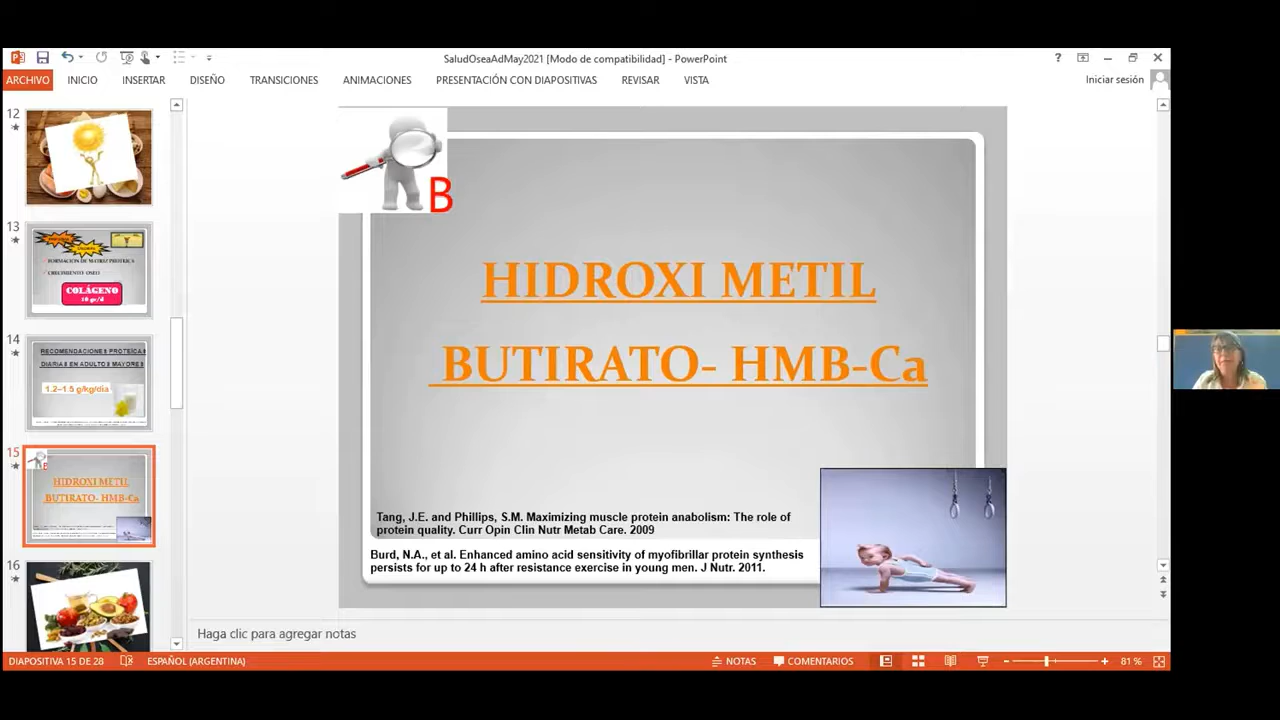 SaludOseaAdMay2021 [Modo de compatibilidad] - PowerPoint
ARCHIVO INICIO INSERTAR DISEÑO TRANSICIONES ANIMACIONES PRESENTACIÓN CON DIAPOSITIVAS REVISAR VISTA
Iniciar sesión
12
13
FORMACION DE MATRIZ PROTEICA
CRECIMIENTO OSEO
COLÁGENO
10 gr/d
14
RECOMENDACIONES PROTEICAS
DIARIAS EN ADULTOS MAYORES
1.2–1.5 g/kg/día
15
B
HIDROXI METIL
BUTIRATO- HMB-Ca
16
B
HIDROXI METIL
BUTIRATO- HMB-Ca
Tang, J.E. and Phillips, S.M. Maximizing muscle protein anabolism: The role of
protein quality. Curr Opin Clin Nutr Metab Care. 2009
Burd, N.A., et al. Enhanced amino acid sensitivity of myofibrillar protein synthesis
persists for up to 24 h after resistance exercise in young men. J Nutr. 2011.
Haga clic para agregar notas
DIAPOSITIVA 15 DE 28 ESPAÑOL (ARGENTINA) NOTAS COMENTARIOS 81 %